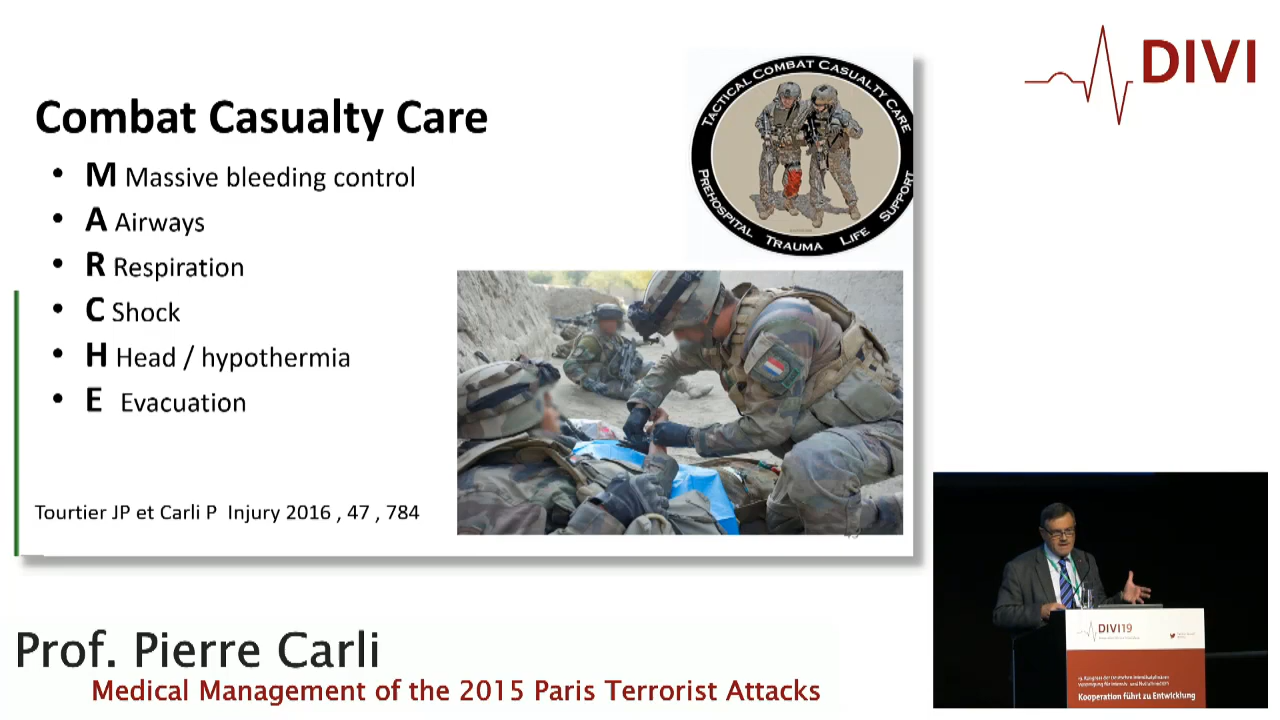 DIVI
TACTICAL COMBAT CASUALTY CARE
PREHOSPITAL TRAUMA LIFE SUPPORT
Combat Casualty Care
• M Massive bleeding control
• A Airways
• R Respiration
• C Shock
• H Head / hypothermia
• E Evacuation
Tourtier JP et Carli P Injury 2016 , 47 , 784
DIVI19
Kooperation führt zu Entwicklung
Prof. Pierre Carli
Medical Management of the 2015 Paris Terrorist Attacks